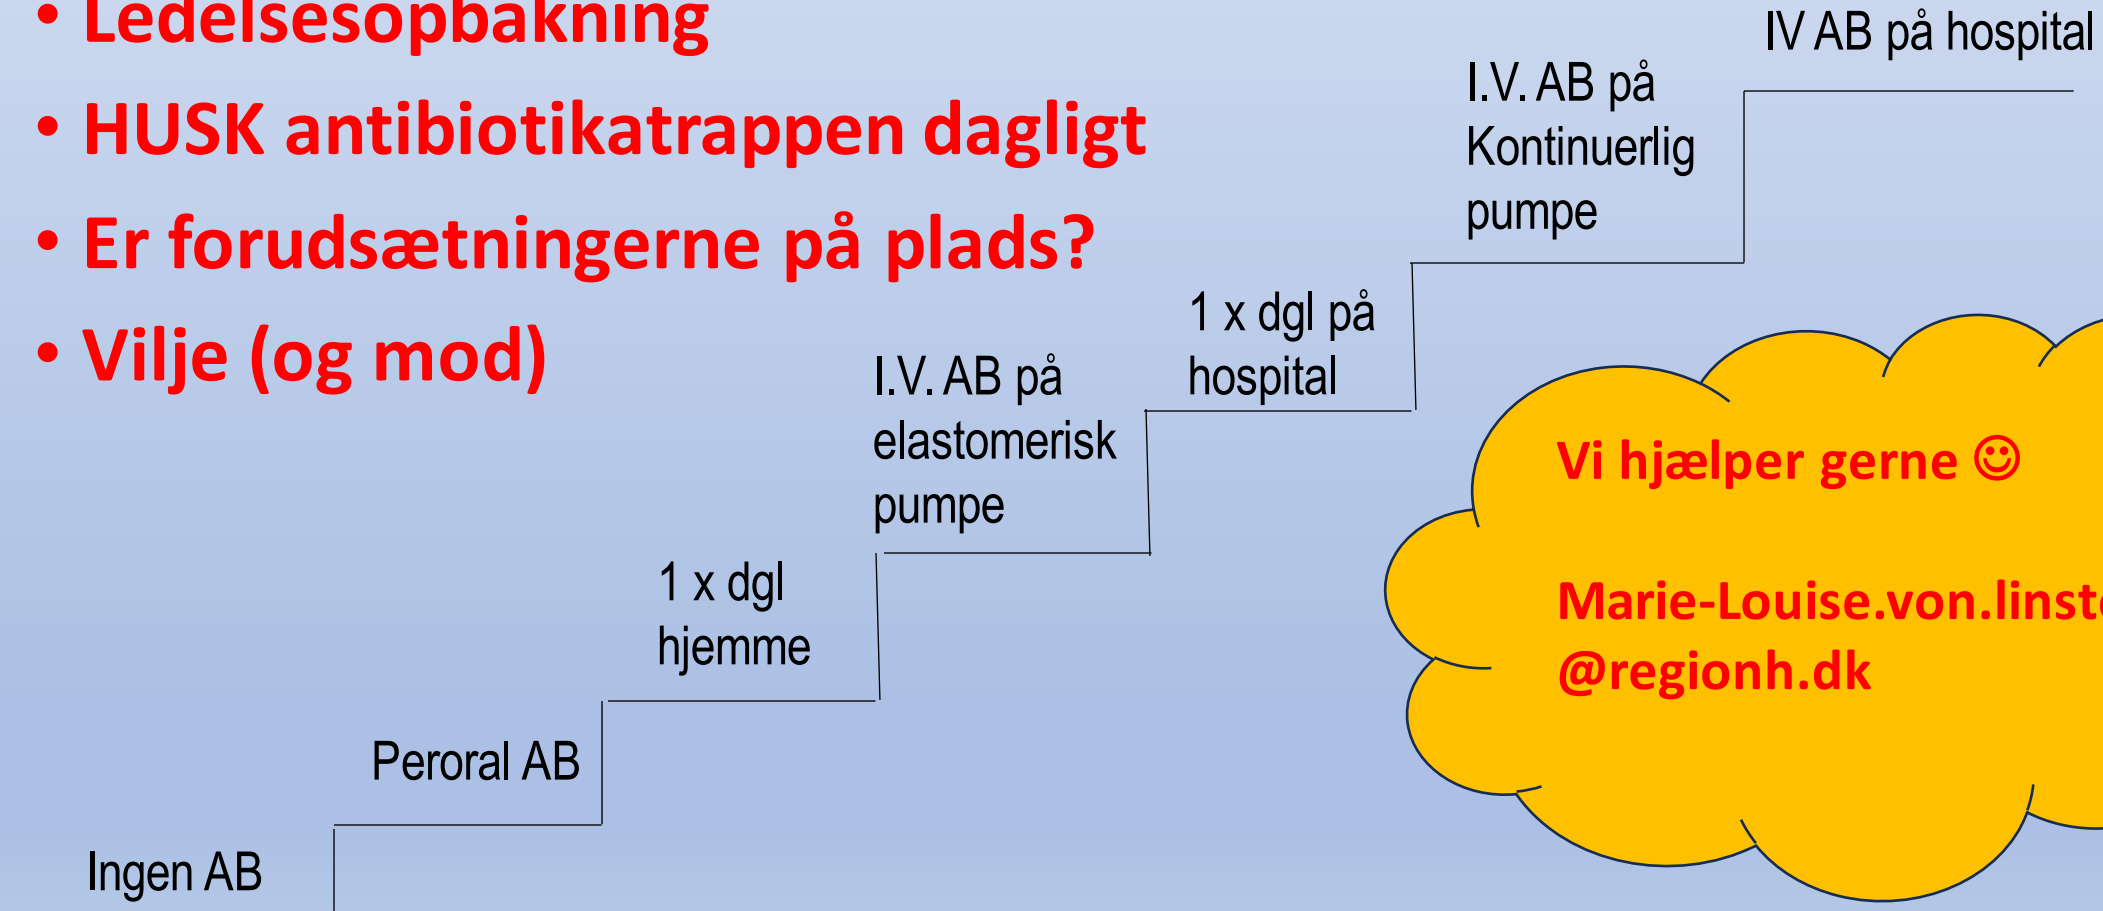 • Ledelsesopbakning
• HUSK antibiotikatrappen dagligt
• Er forudsætningerne på plads?
• Vilje (og mod)
IV AB på hospital
I.V. AB på
Kontinuerlig
pumpe
1 x dgl på
hospital
I.V. AB på
elastomerisk
pumpe
1 x dgl
hjemme
Peroral AB
Ingen AB
Vi hjælper gerne ☺
@regionh.dk